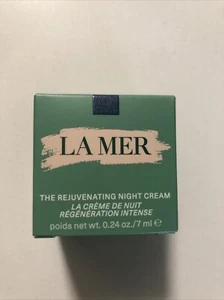 LA MER
THE REJUVENATING NIGHT CREAM
LA CRÈME DE NUIT
RÉGÉNÉRATION INTENSE
poids net wt. 0.24 oz./7 ml ℮